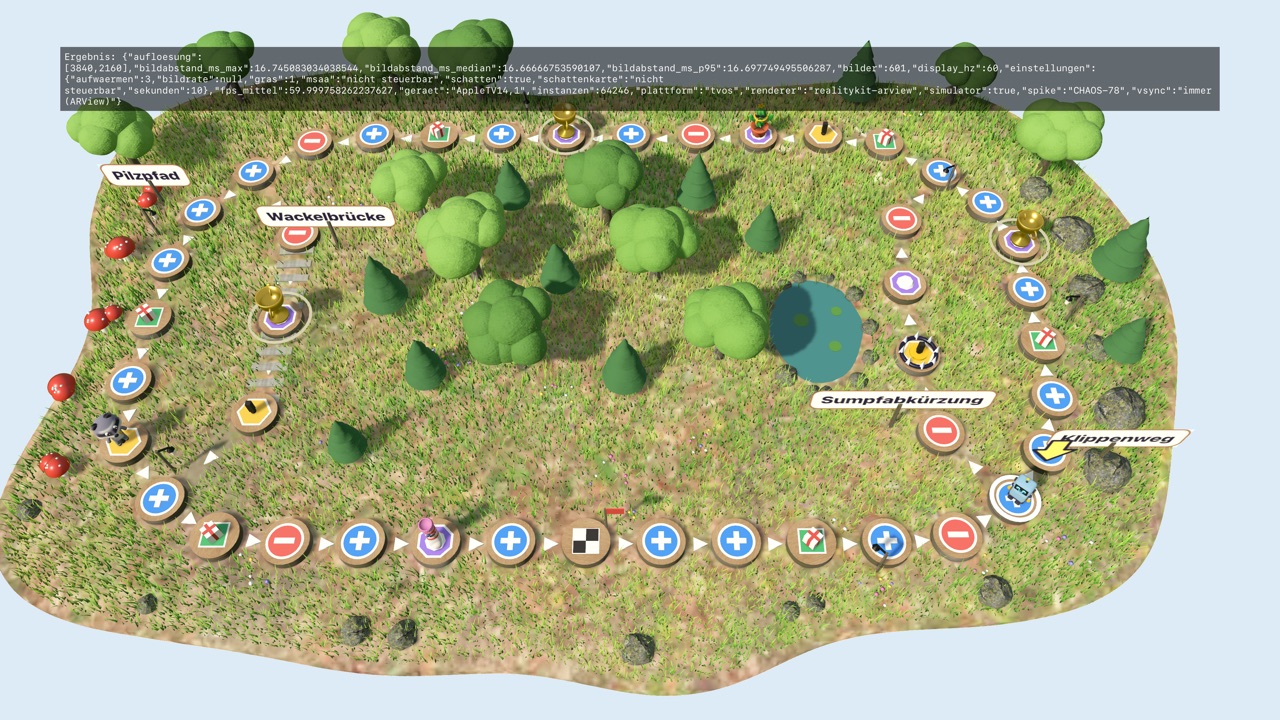 Ergebnis: {"aufloesung":
[3840,2160],"bildabstand_ms_max":16.745083034038544,"bildabstand_ms_median":16.66666753590107,"bildabstand_ms_p95":16.697749495506287,"bilder":601,"display_hz":60,"einstellungen":
{"aufwaermen":3,"bildrate":null,"gras":1,"msaa":"nicht steuerbar","schatten":true,"schattenkarte":"nicht
steuerbar","sekunden":10},"fps_mittel":59.999758262237627,"geraet":"AppleTV14,1","instanzen":64246,"plattform":"tvos","renderer":"realitykit-arview","simulator":true,"spike":"CHAOS-78","vsync":"immer
(ARView)"}
Pilzpfad
Wackelbrücke
Sumpfabkürzung
Klippenweg